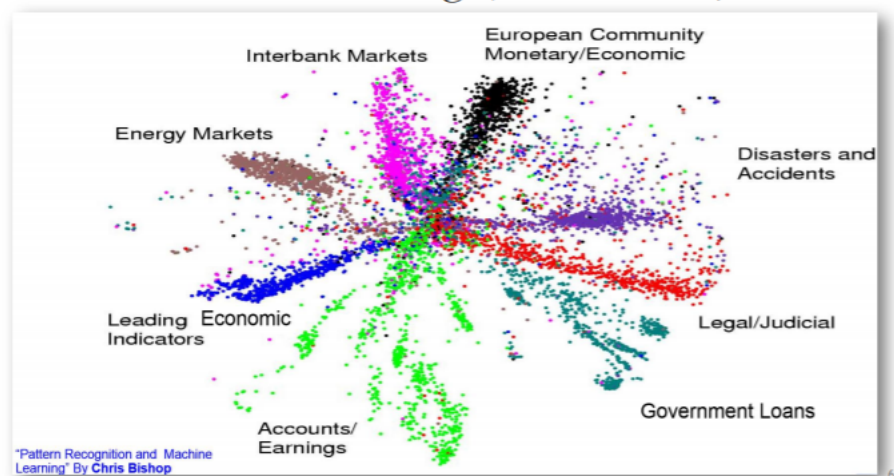 European Community
Monetary/Economic
Interbank Markets
Energy Markets
Disasters and
Accidents
Leading Economic
Indicators
Legal/Judicial
Government Loans
Accounts/
Earnings
"Pattern Recognition and Machine
Learning" By Chris Bishop